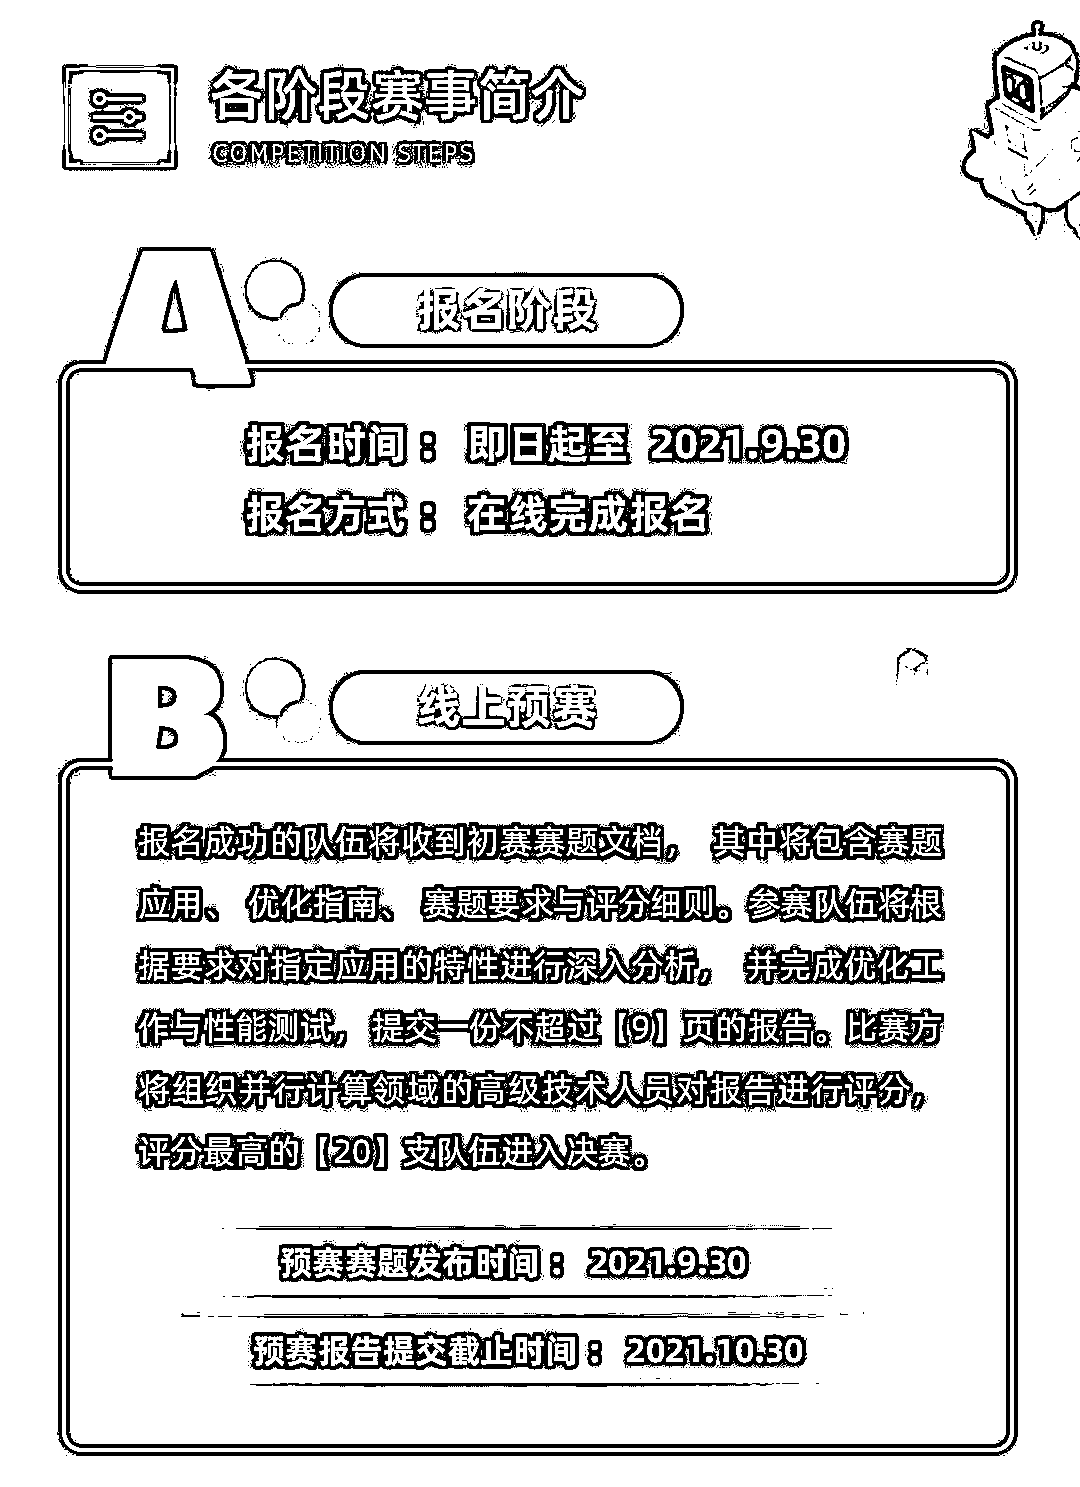 各阶段赛事简介
COMPETITION STEPS
A
报名阶段
报名时间： 即日起至 2021.9.30
报名方式： 在线完成报名
B
线上预赛
报名成功的队伍将收到初赛赛题文档， 其中将包含赛题
应用、 优化指南、 赛题要求与评分细则。参赛队伍将根
据要求对指定应用的特性进行深入分析， 并完成优化工
作与性能测试，提交一份不超过［9］页的报告。比赛方
将组织并行计算领域的高级技术人员对报告进行评分，
评分最高的［20］支队伍进入决赛。
预赛赛题发布时间： 2021.9.30
预赛报告提交截止时间： 2021.10.30